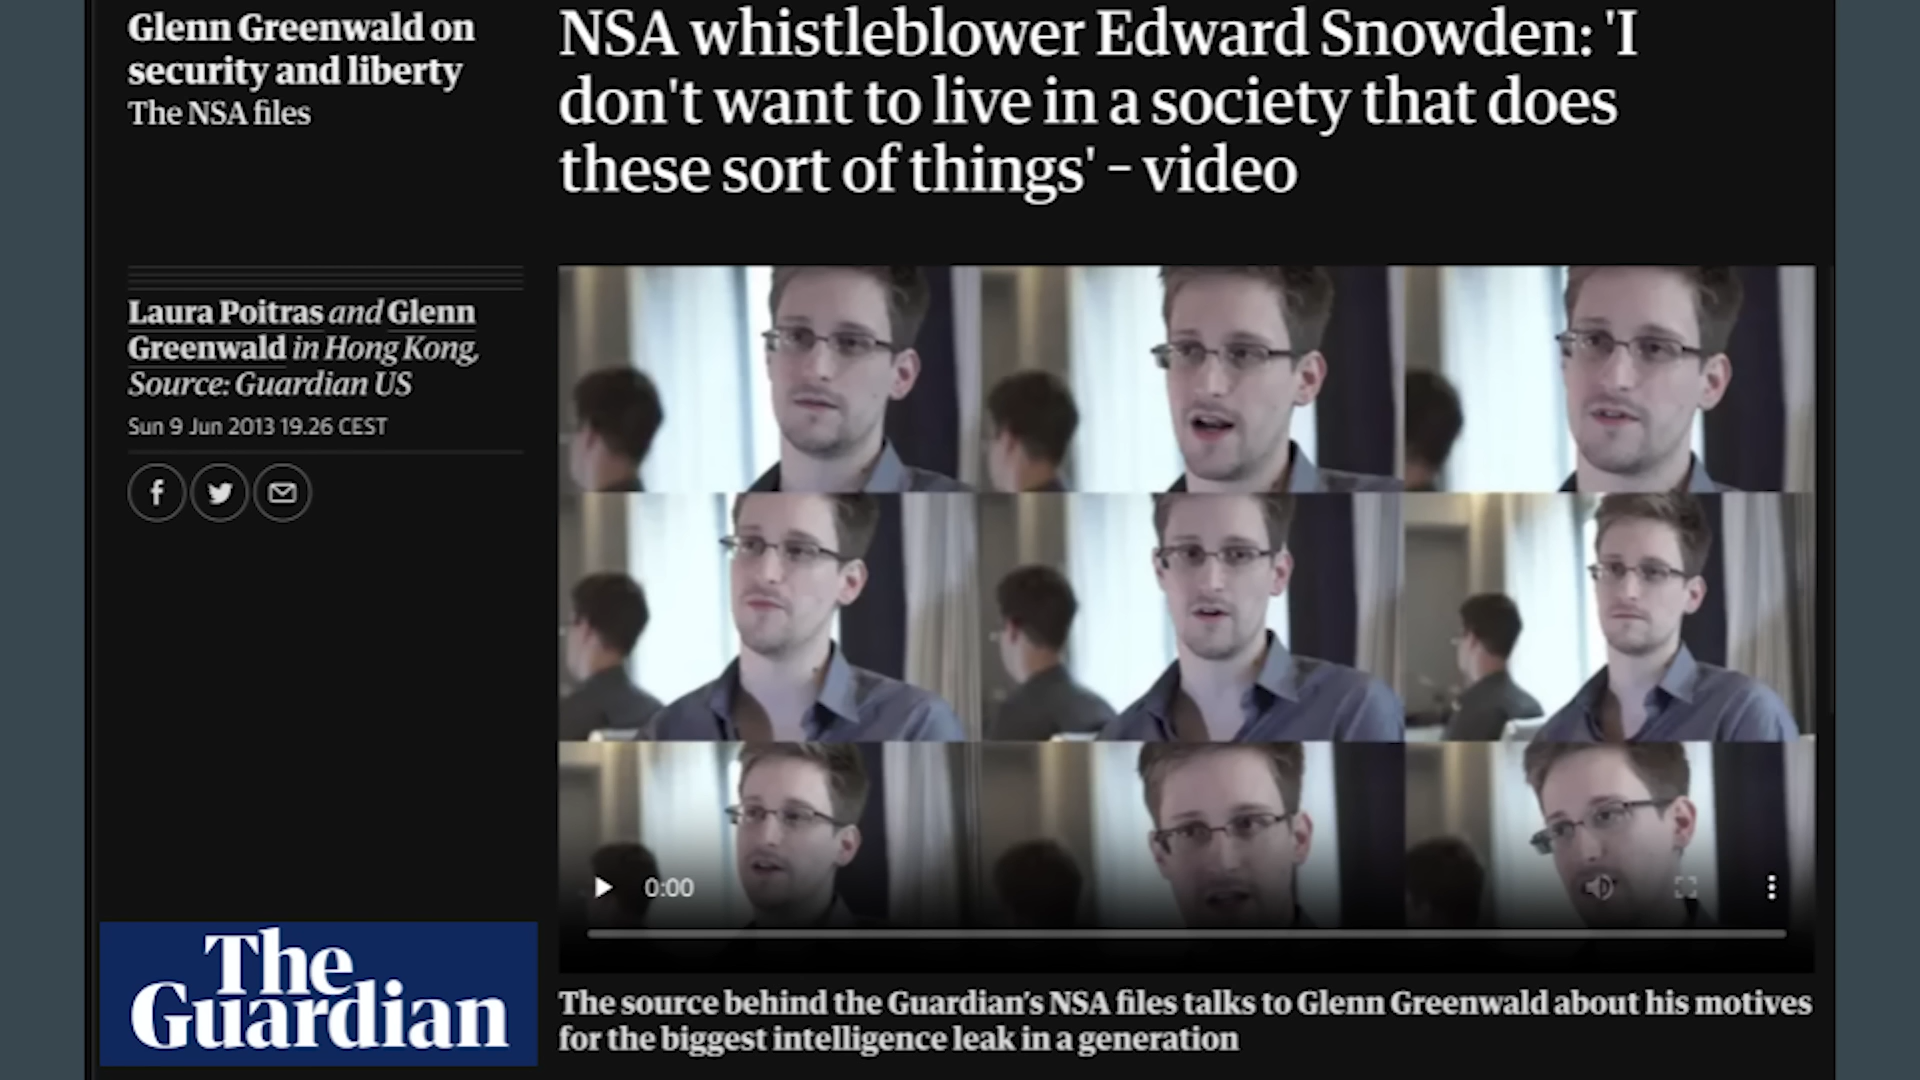 Glenn Greenwald on
security and liberty
The NSA files
NSA whistleblower Edward Snowden: 'I
don't want to live in a society that does
these sort of things' – video
Laura Poitras and Glenn
Greenwald in Hong Kong,
Source: Guardian US
Sun 9 Jun 2013 19.26 CEST
0:00
The
Guardian
The source behind the Guardian’s NSA files talks to Glenn Greenwald about his motives
for the biggest intelligence leak in a generation